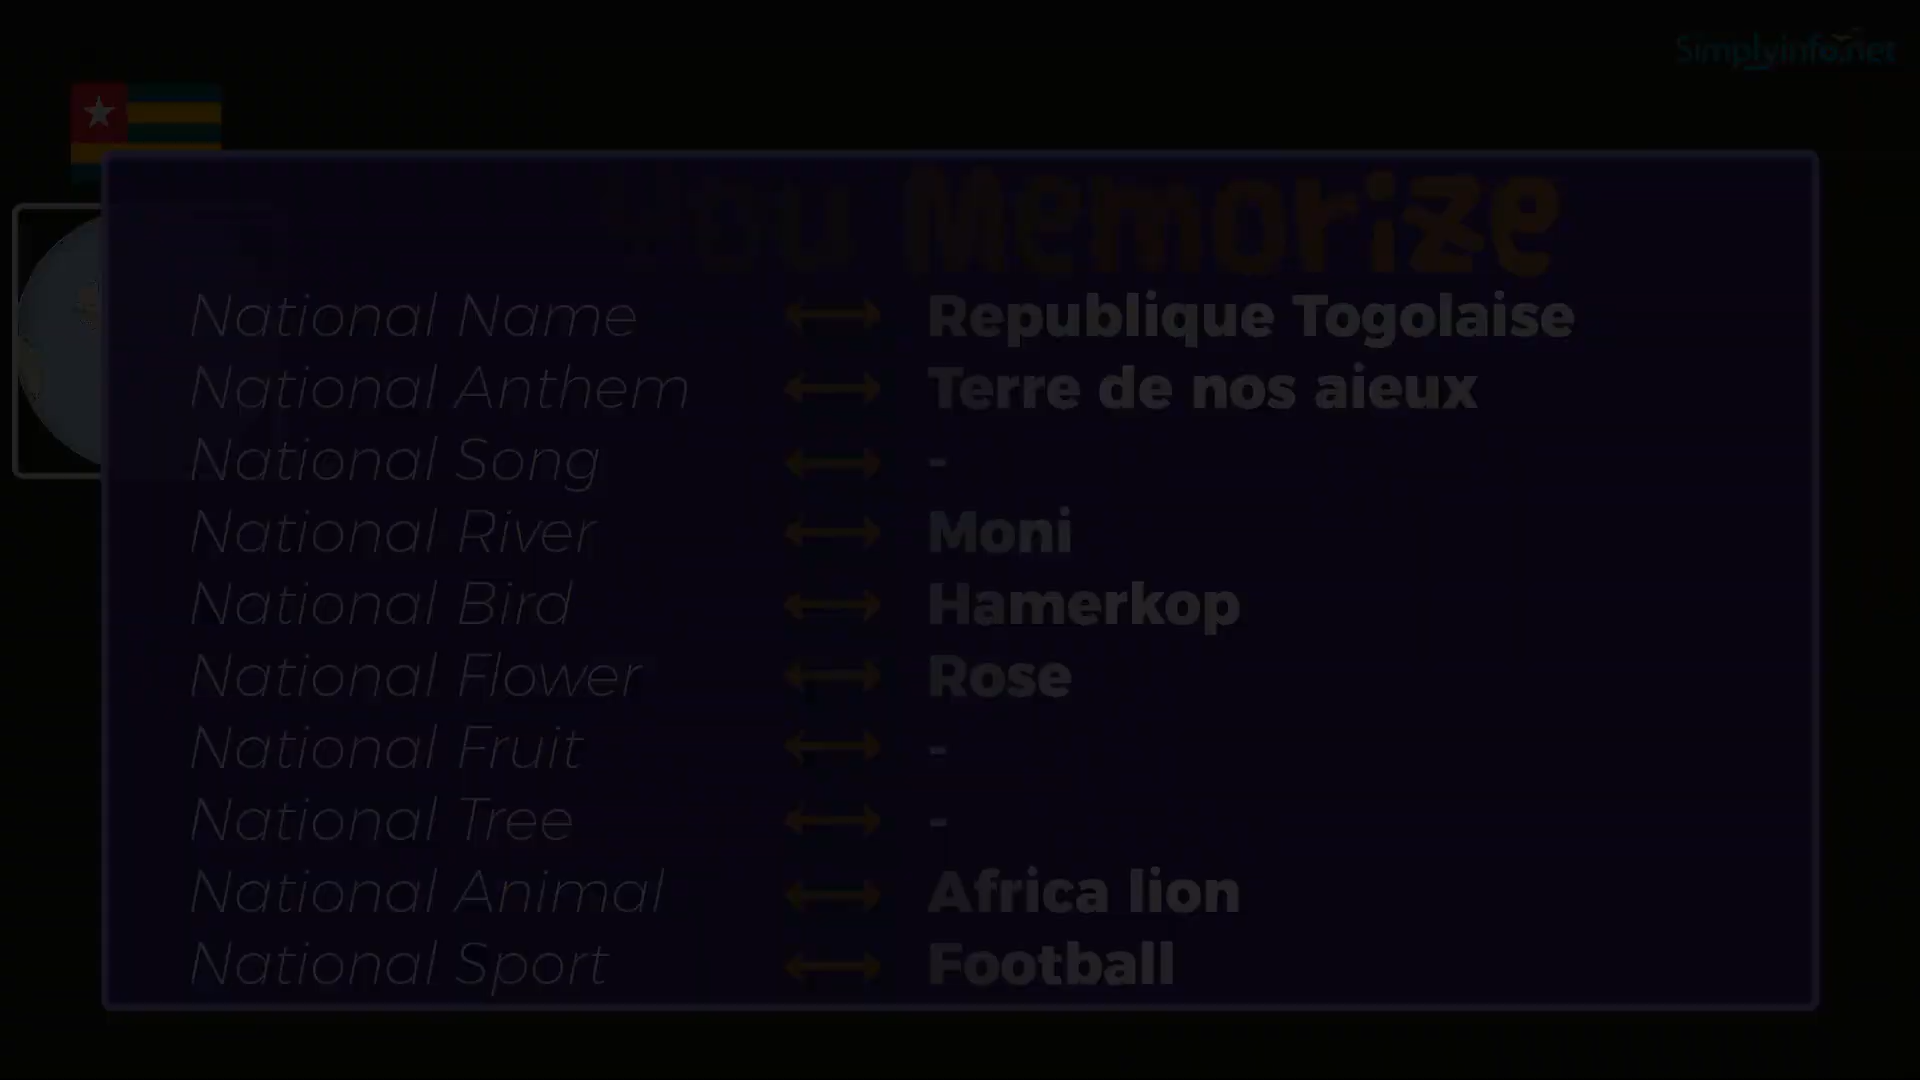 Simplyinfo.net
You Memorize
National Name ↔ Republique Togolaise
National Anthem ↔ Terre de nos aieux
National Song ↔ -
National River ↔ Moni
National Bird ↔ Hamerkop
National Flower ↔ Rose
National Fruit ↔ -
National Tree ↔ -
National Animal ↔ Africa lion
National Sport ↔ Football